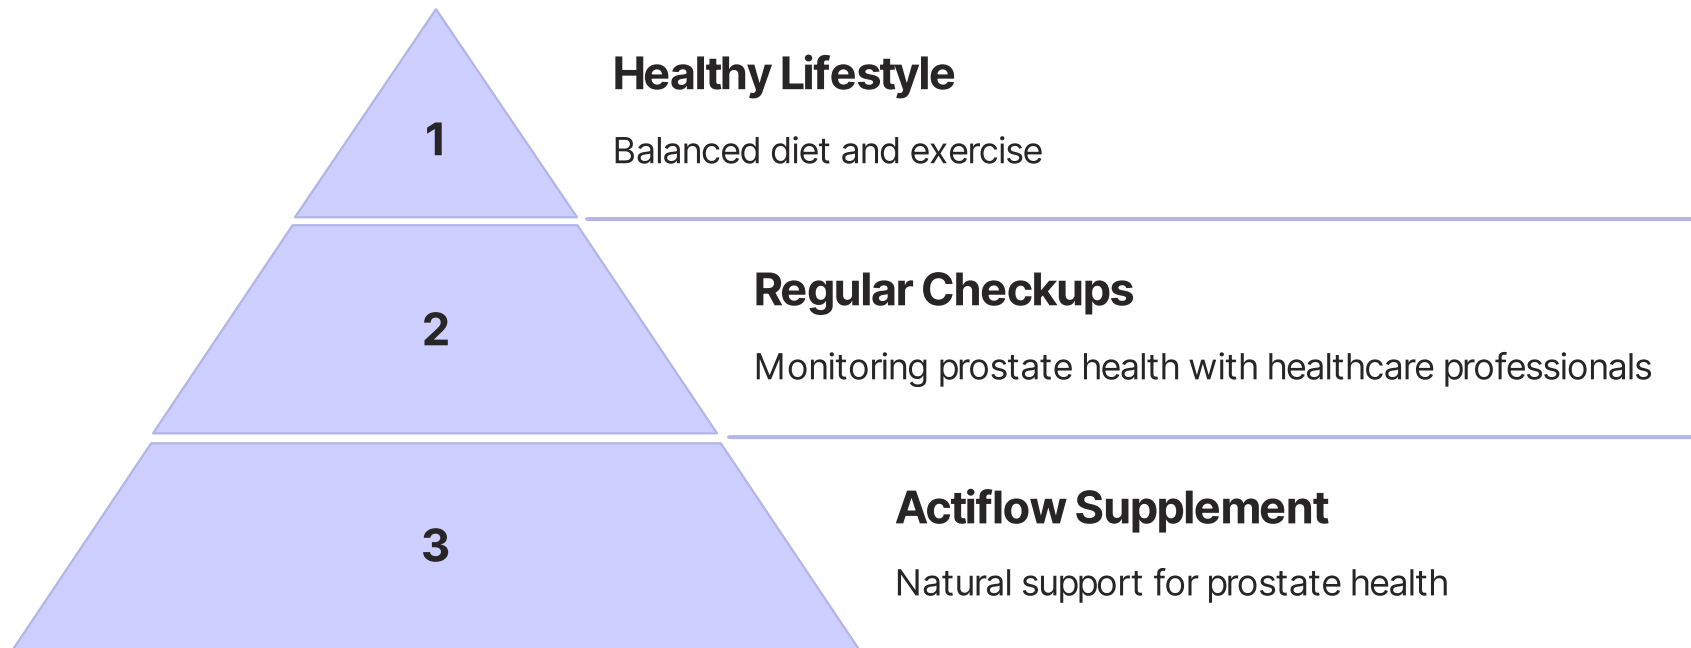 1
Healthy Lifestyle
Balanced diet and exercise
2
Regular Checkups
Monitoring prostate health with healthcare professionals
3
Actiflow Supplement
Natural support for prostate health